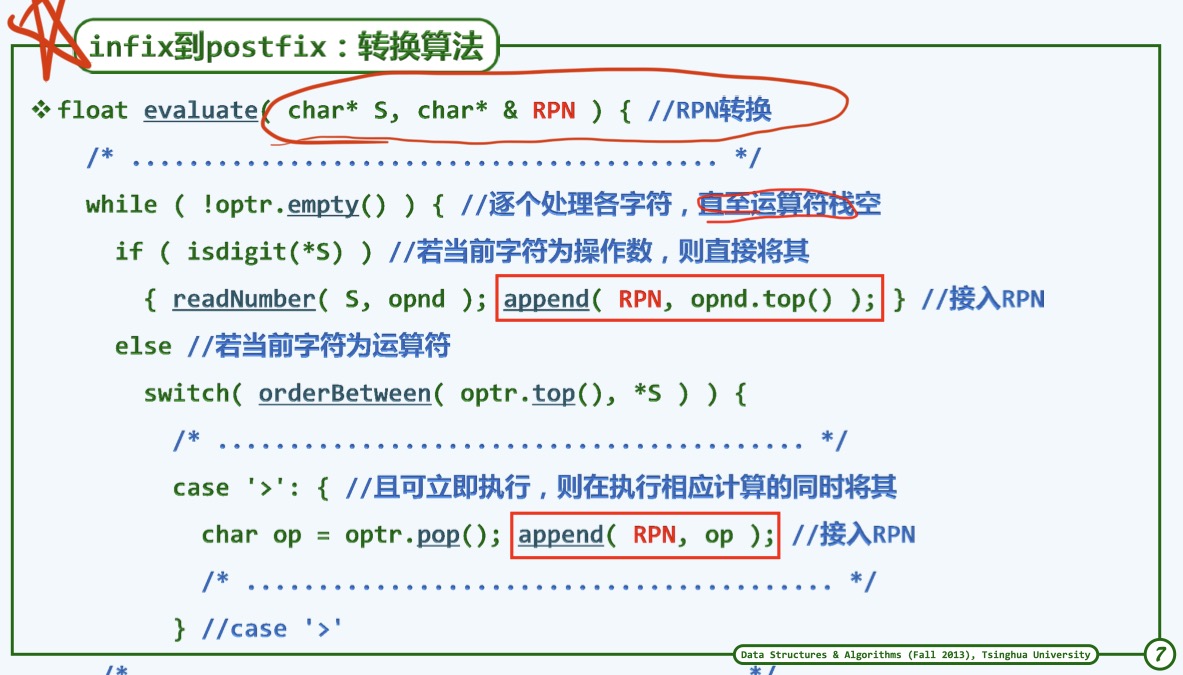 infix到postfix：转换算法
❖float evaluate( char* S, char* & RPN ) { //RPN转换
/* ......................................... */
while ( !optr.empty() ) { //逐个处理各字符，直至运算符栈空
if ( isdigit(*S) ) //若当前字符为操作数，则直接将其
{ readNumber( S, opnd ); append( RPN, opnd.top() ); } //接入RPN
else //若当前字符为运算符
switch( orderBetween( optr.top(), *S ) ) {
/* ......................................... */
case '>': { //且可立即执行，则在执行相应计算的同时将其
char op = optr.pop(); append( RPN, op ); //接入RPN
/* ......................................... */
} //case '>'
/* */
Data Structures & Algorithms (Fall 2013), Tsinghua University
7